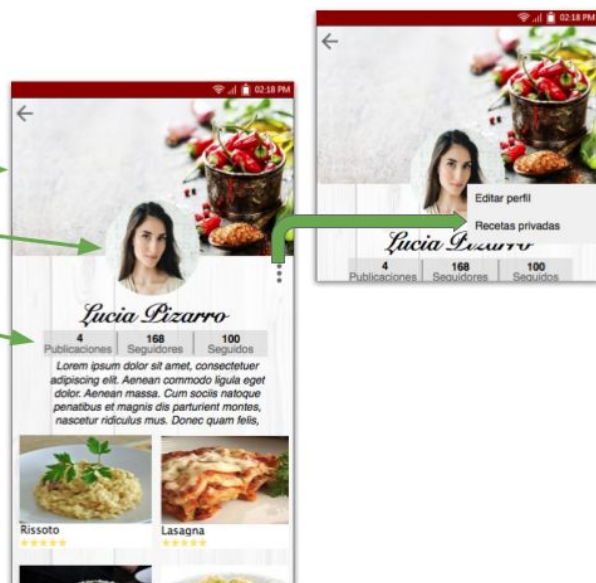 02:18 PM
Lucia Pizarro
4 168 100
Publicaciones Seguidores Seguidos
Lorem ipsum dolor sit amet, consectetuer
adipiscing elit. Aenean commodo ligula eget
dolor. Aenean massa. Cum sociis natoque
penatibus et magnis dis parturient montes,
nascetur ridiculus mus. Donec quam felis,
Rissoto Lasagna
02:18 PM
Editar perfil
Recetas privadas
Lucia Pizarro
4 168 100
Publicaciones Seguidores Seguidos